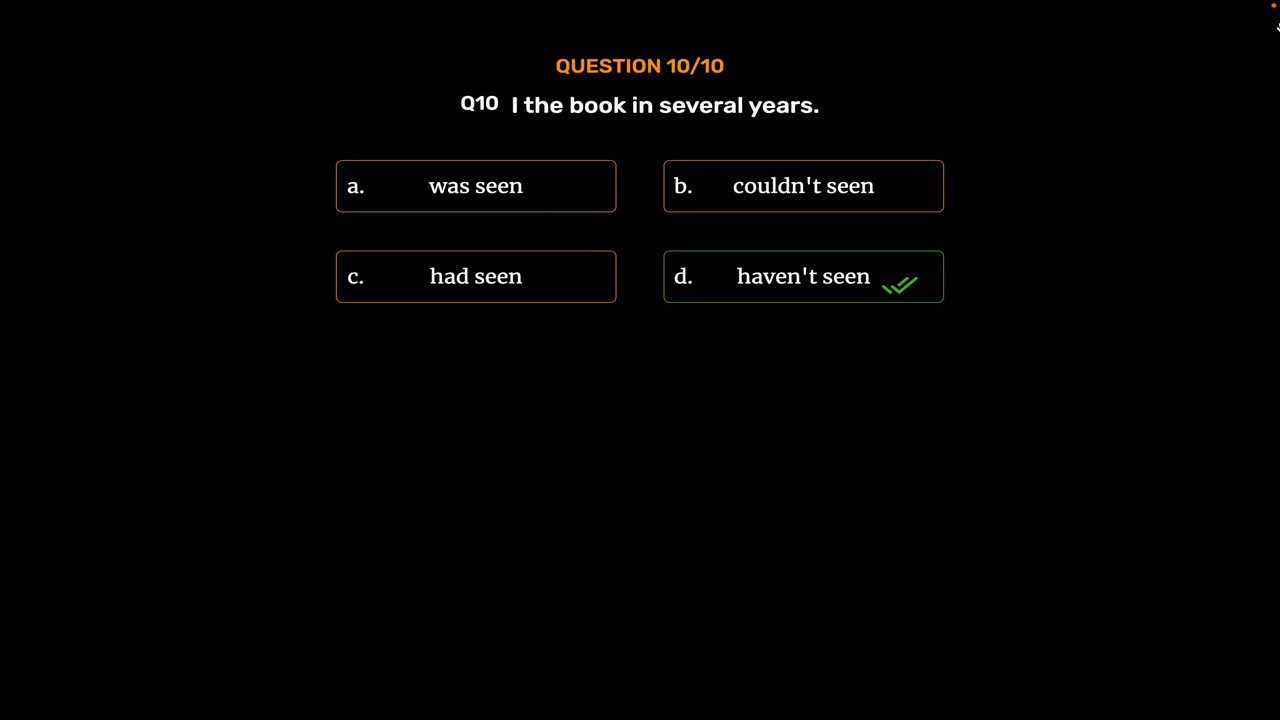 QUESTION 10/10
Q10 I the book in several years.
a. was seen
b. couldn't seen
c. had seen
d. haven't seen